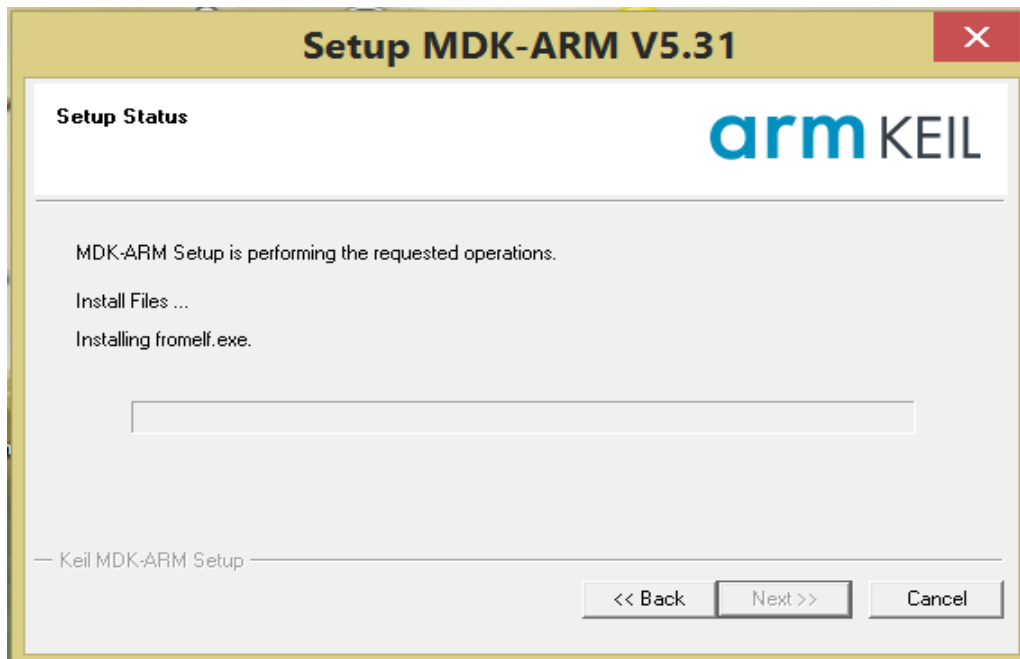 Setup MDK-ARM V5.31
Setup Status
arm KEIL
MDK-ARM Setup is performing the requested operations.
Install Files ...
Installing fromelf.exe.
Keil MDK-ARM Setup
<< Back
Next >>
Cancel